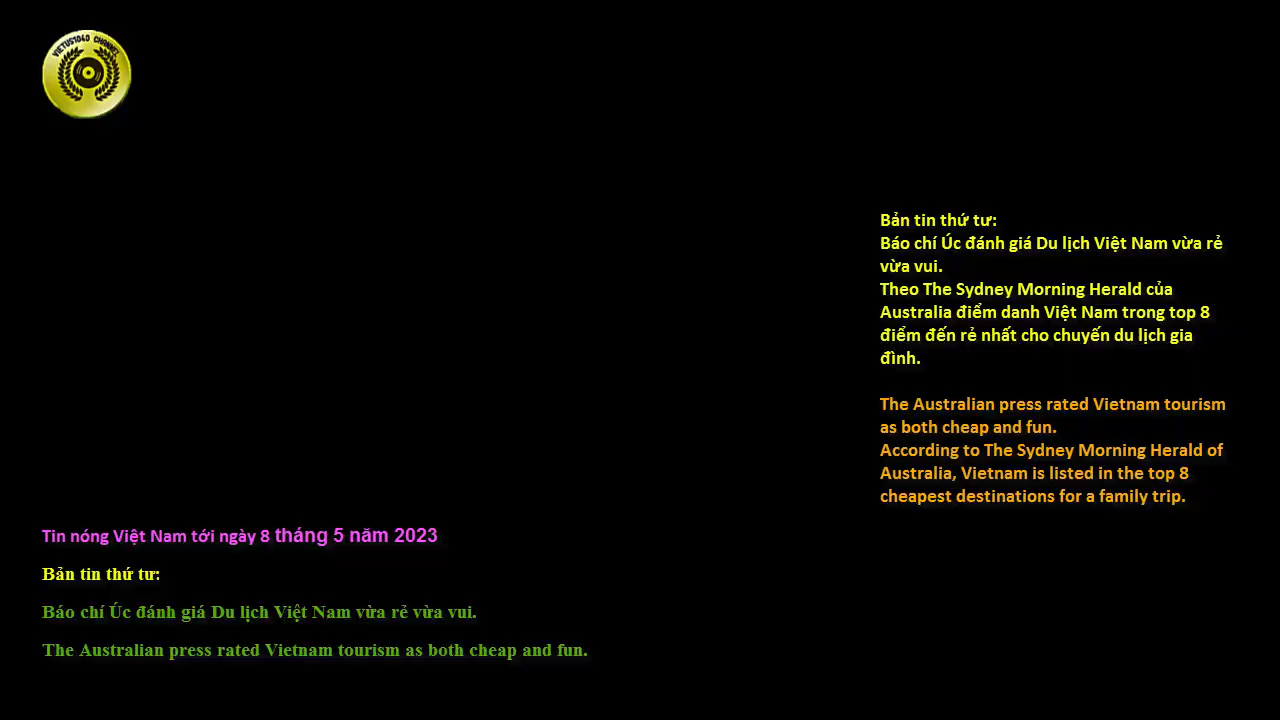 VIETUS1040 CHONNEL
Bản tin thứ tư:
Báo chí Úc đánh giá Du lịch Việt Nam vừa rẻ
vừa vui.
Theo The Sydney Morning Herald của
Australia điểm danh Việt Nam trong top 8
điểm đến rẻ nhất cho chuyến du lịch gia
đình.
The Australian press rated Vietnam tourism
as both cheap and fun.
According to The Sydney Morning Herald of
Australia, Vietnam is listed in the top 8
cheapest destinations for a family trip.
Tin nóng Việt Nam tới ngày 8 tháng 5 năm 2023
Bản tin thứ tư:
Báo chí Úc đánh giá Du lịch Việt Nam vừa rẻ vừa vui.
The Australian press rated Vietnam tourism as both cheap and fun.